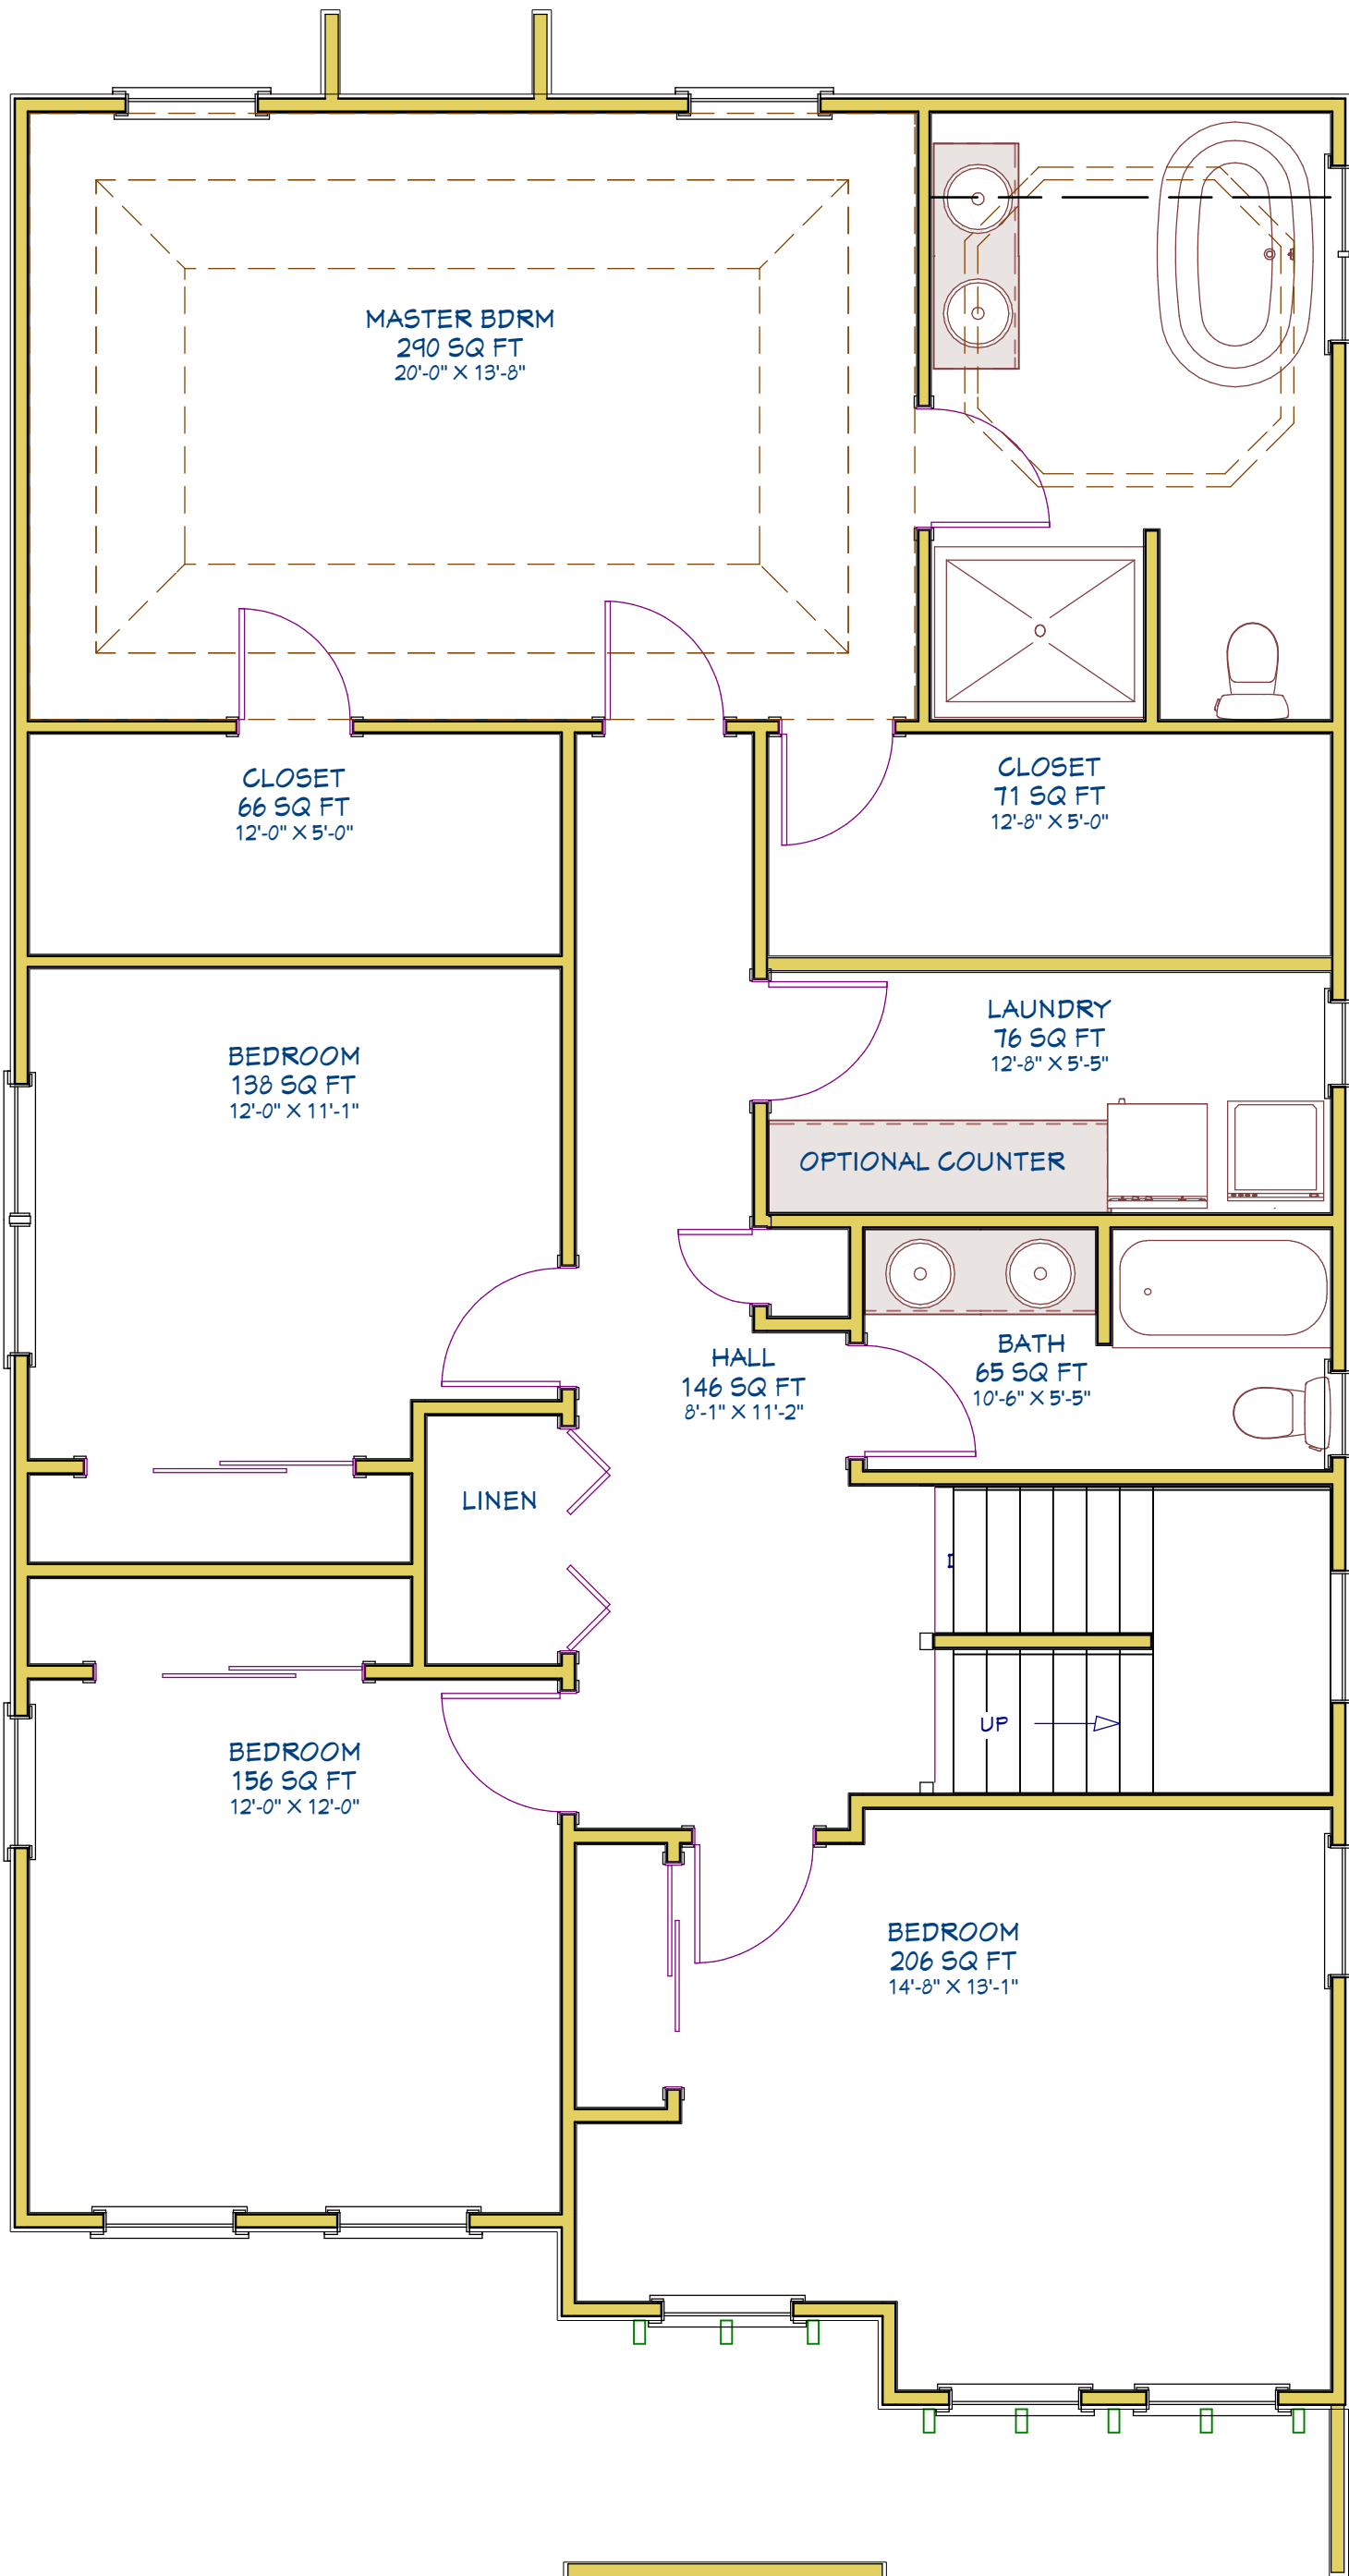 MASTER BDRM
290 SQ FT
20'-0" X 13'-8"
CLOSET
66 SQ FT
12'-0" X 5'-0"
CLOSET
71 SQ FT
12'-8" X 5'-0"
LAUNDRY
76 SQ FT
12'-8" X 5'-5"
BEDROOM
138 SQ FT
12'-0" X 11'-1"
OPTIONAL COUNTER
HALL
146 SQ FT
8'-1" X 11'-2"
BATH
65 SQ FT
10'-6" X 5'-5"
LINEN
UP
BEDROOM
156 SQ FT
12'-0" X 12'-0"
BEDROOM
206 SQ FT
14'-8" X 13'-1"